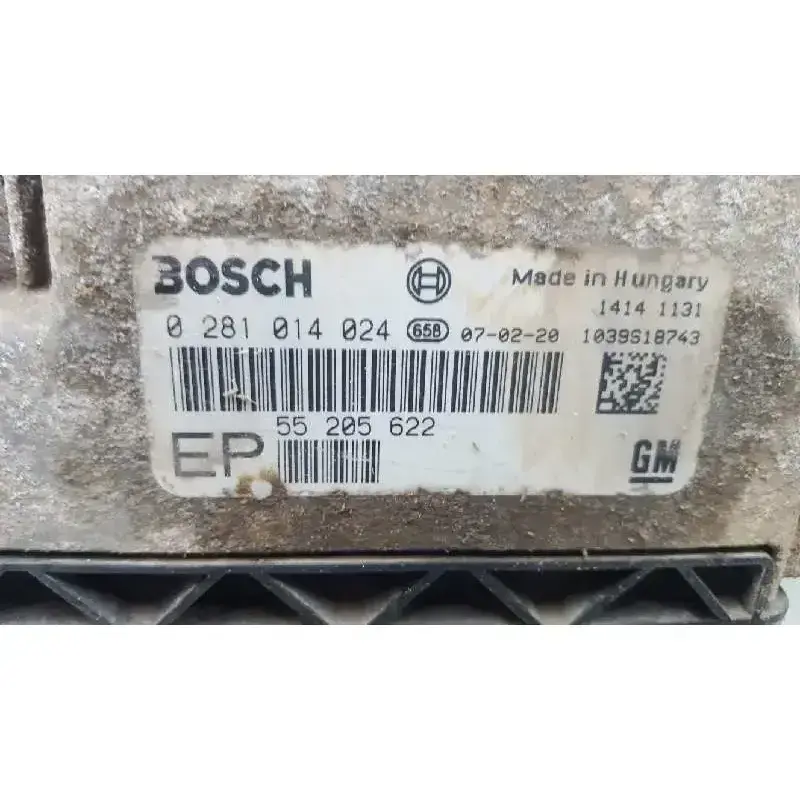 BOSCH Made in Hungary
1414 1131
0 281 014 024 658 07-02-20 1039S18743
55 205 622
EP
GM